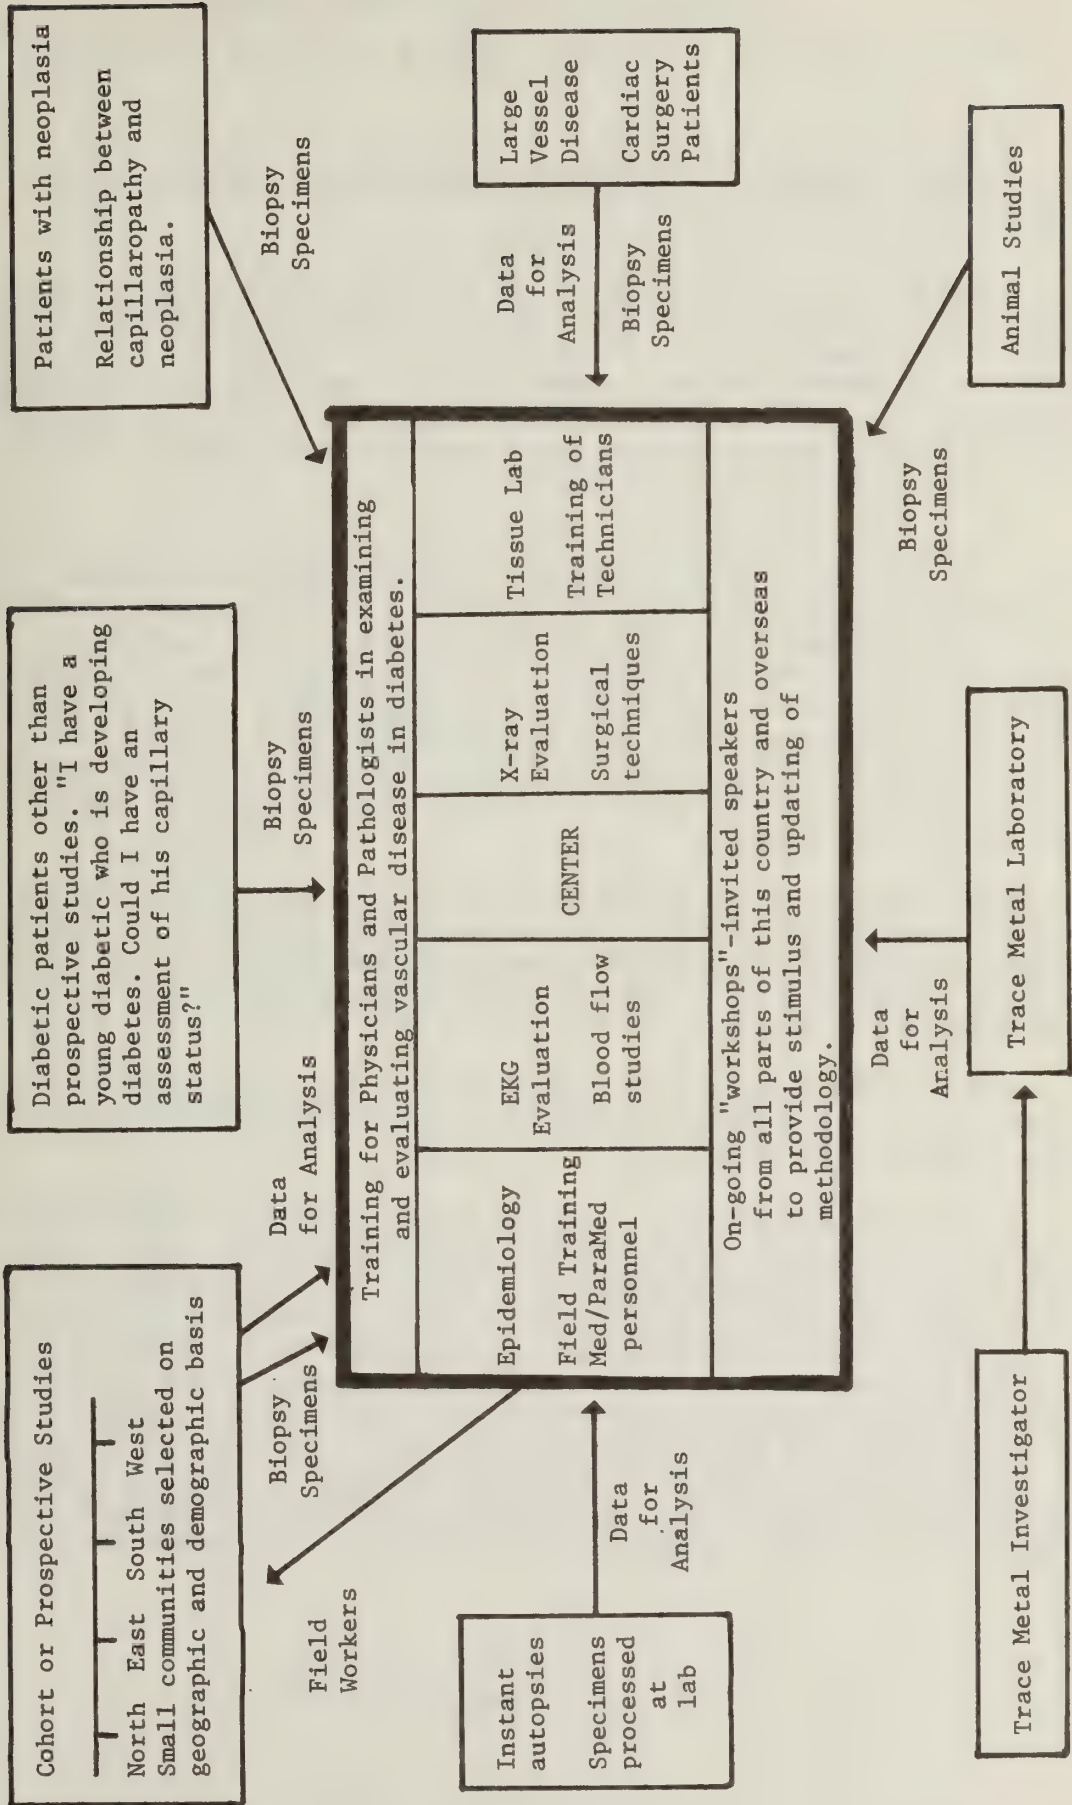 Cohort or Prospective Studies
North East South West
Small communities selected on
geographic and demographic basis
Diabetic patients other than
prospective studies. "I have a
young diabetic who is developing
diabetes. Could I have an
assessment of his capillary
status?"
Patients with neoplasia
Relationship between
capillaropathy and
neoplasia.
Field
Workers
Biopsy
Specimens
Data
for Analysis
Biopsy
Specimens
Biopsy
Specimens
Training for Physicians and Pathologists in examining
and evaluating vascular disease in diabetes.
Epidemiology
Field Training
Med/ParaMed
personnel
EKG
Evaluation
Blood flow
studies
CENTER
X-ray
Evaluation
Surgical
techniques
Tissue Lab
Training of
Technicians
On-going "workshops"-invited speakers
from all parts of this country and overseas
to provide stimulus and updating of
methodology.
Instant
autopsies
Specimens
processed
at
lab
Data
for
Analysis
Data
for
Analysis
Biopsy
Specimens
Large
Vessel
Disease
Cardiac
Surgery
Patients
Data
for
Analysis
Biopsy
Specimens
Trace Metal Investigator
Trace Metal Laboratory
Animal Studies